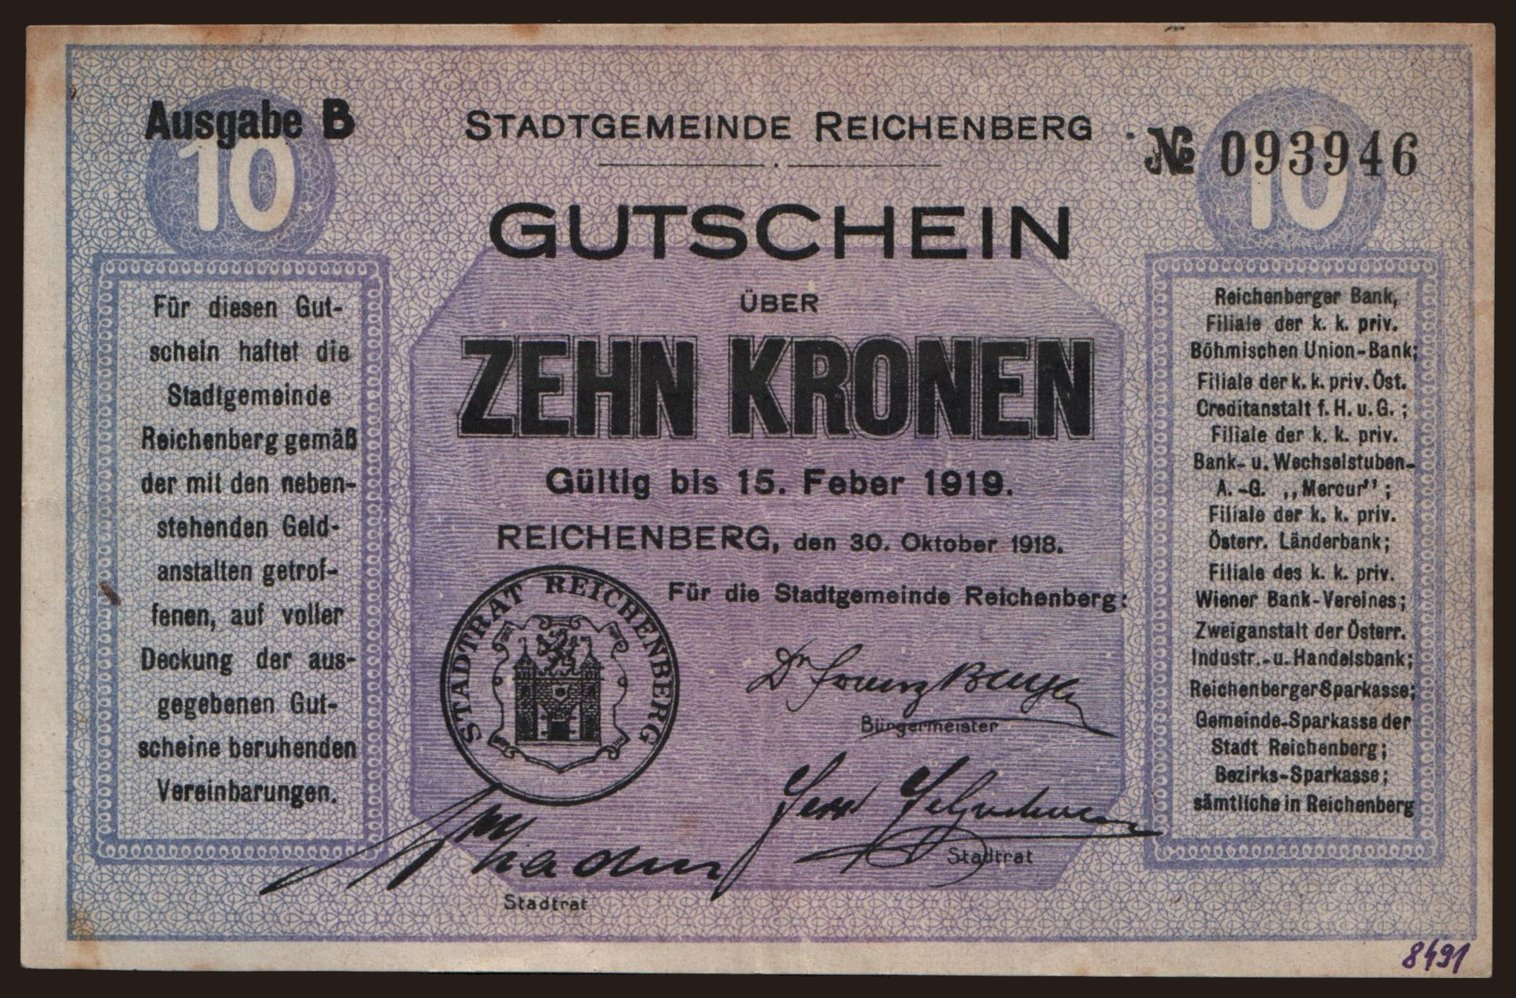 Ausgabe B
10
STADTGEMEINDE REICHENBERG
№ 093946
10
GUTSCHEIN
ÜBER
ZEHN KRONEN
Gültig bis 15. Feber 1919.
REICHENBERG, den 30. Oktober 1918.
Für die Stadtgemeinde Reichenberg:
Für diesen Gut-
schein haftet die
Stadtgemeinde
Reichenberg gemäß
der mit den neben-
stehenden Geld-
anstalten getrof-
fenen, auf voller
Deckung der aus-
gegebenen Gut-
scheine beruhenden
Vereinbarungen.
STADTRAT REICHENBERG
Dr Franz
Bürgermeister
Stadtrat
Stadtrat
Reichenberger Bank,
Filiale der k. k. priv.
Böhmischen Union-Bank;
Filiale der k. k. priv. Öst.
Creditanstalt f. H. u. G. ;
Filiale der k. k. priv.
Bank- u. Wechselstuben-
A.-G. „Mercur";
Filiale der k. k. priv.
Österr. Länderbank;
Filiale des k. k. priv.
Wiener Bank-Vereines;
Zweiganstalt der Österr.
Industr.- u. Handelsbank;
Reichenberger Sparkasse;
Gemeinde-Sparkasse der
Stadt Reichenberg;
Bezirks-Sparkasse;
sämtliche in Reichenberg
8491